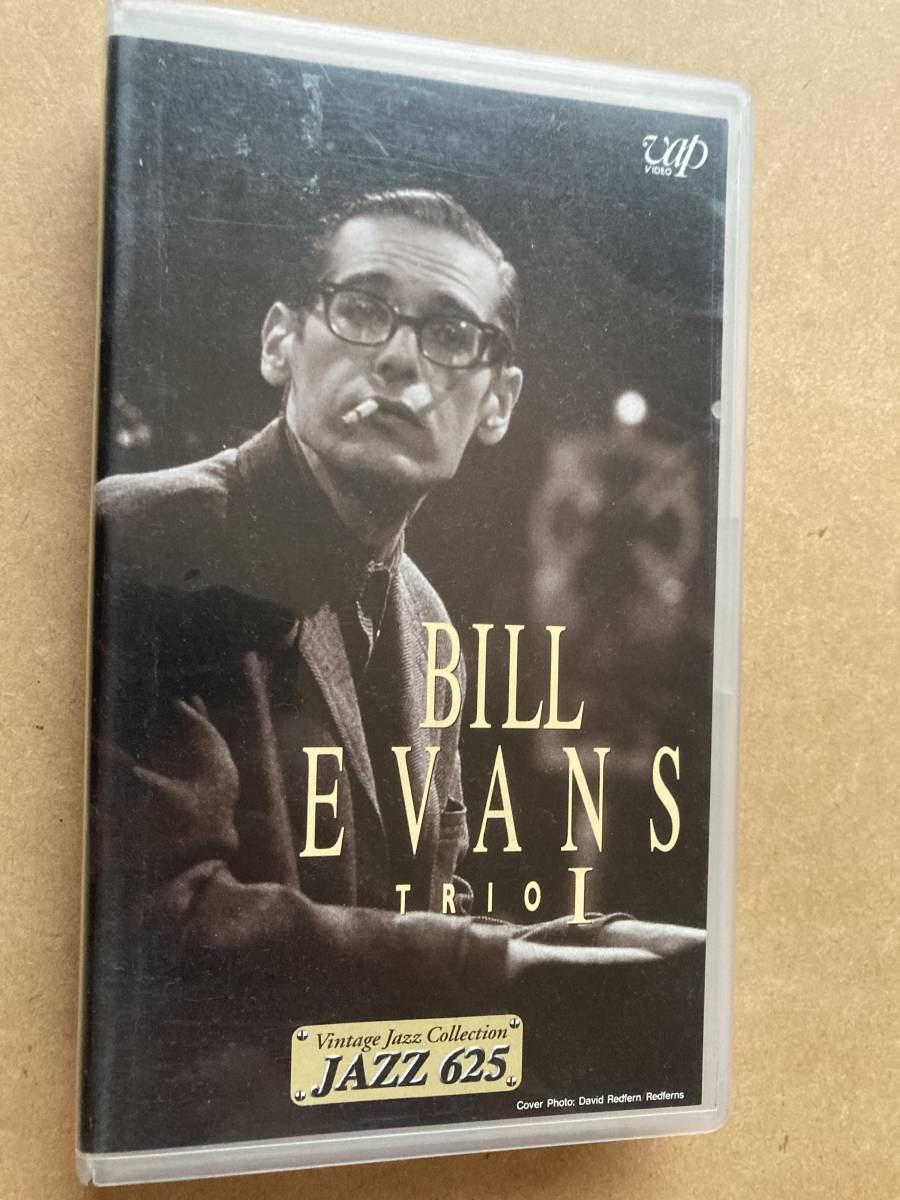 vap
VIDEO
BILL
EVANS
TRIO I
Vintage Jazz Collection
JAZZ 625
Cover Photo: David Redfern/Redferns